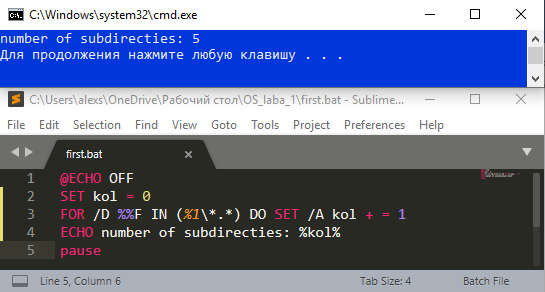 C:\Windows\system32\cmd.exe
number of subdirecties: 5
Для продолжения нажмите любую клавишу . . .
C:\Users\alexs\OneDrive\Рабочий стол\OS_laba_1\first.bat - Sublime...
File Edit Selection Find View Goto Tools Project Preferences Help
first.bat
1 @ECHO OFF
2 SET kol = 0
3 FOR /D %%F IN (%1\*.*) DO SET /A kol + = 1
4 ECHO number of subdirecties: %kol%
5 pause
Line 5, Column 6 Tab Size: 4 Batch File